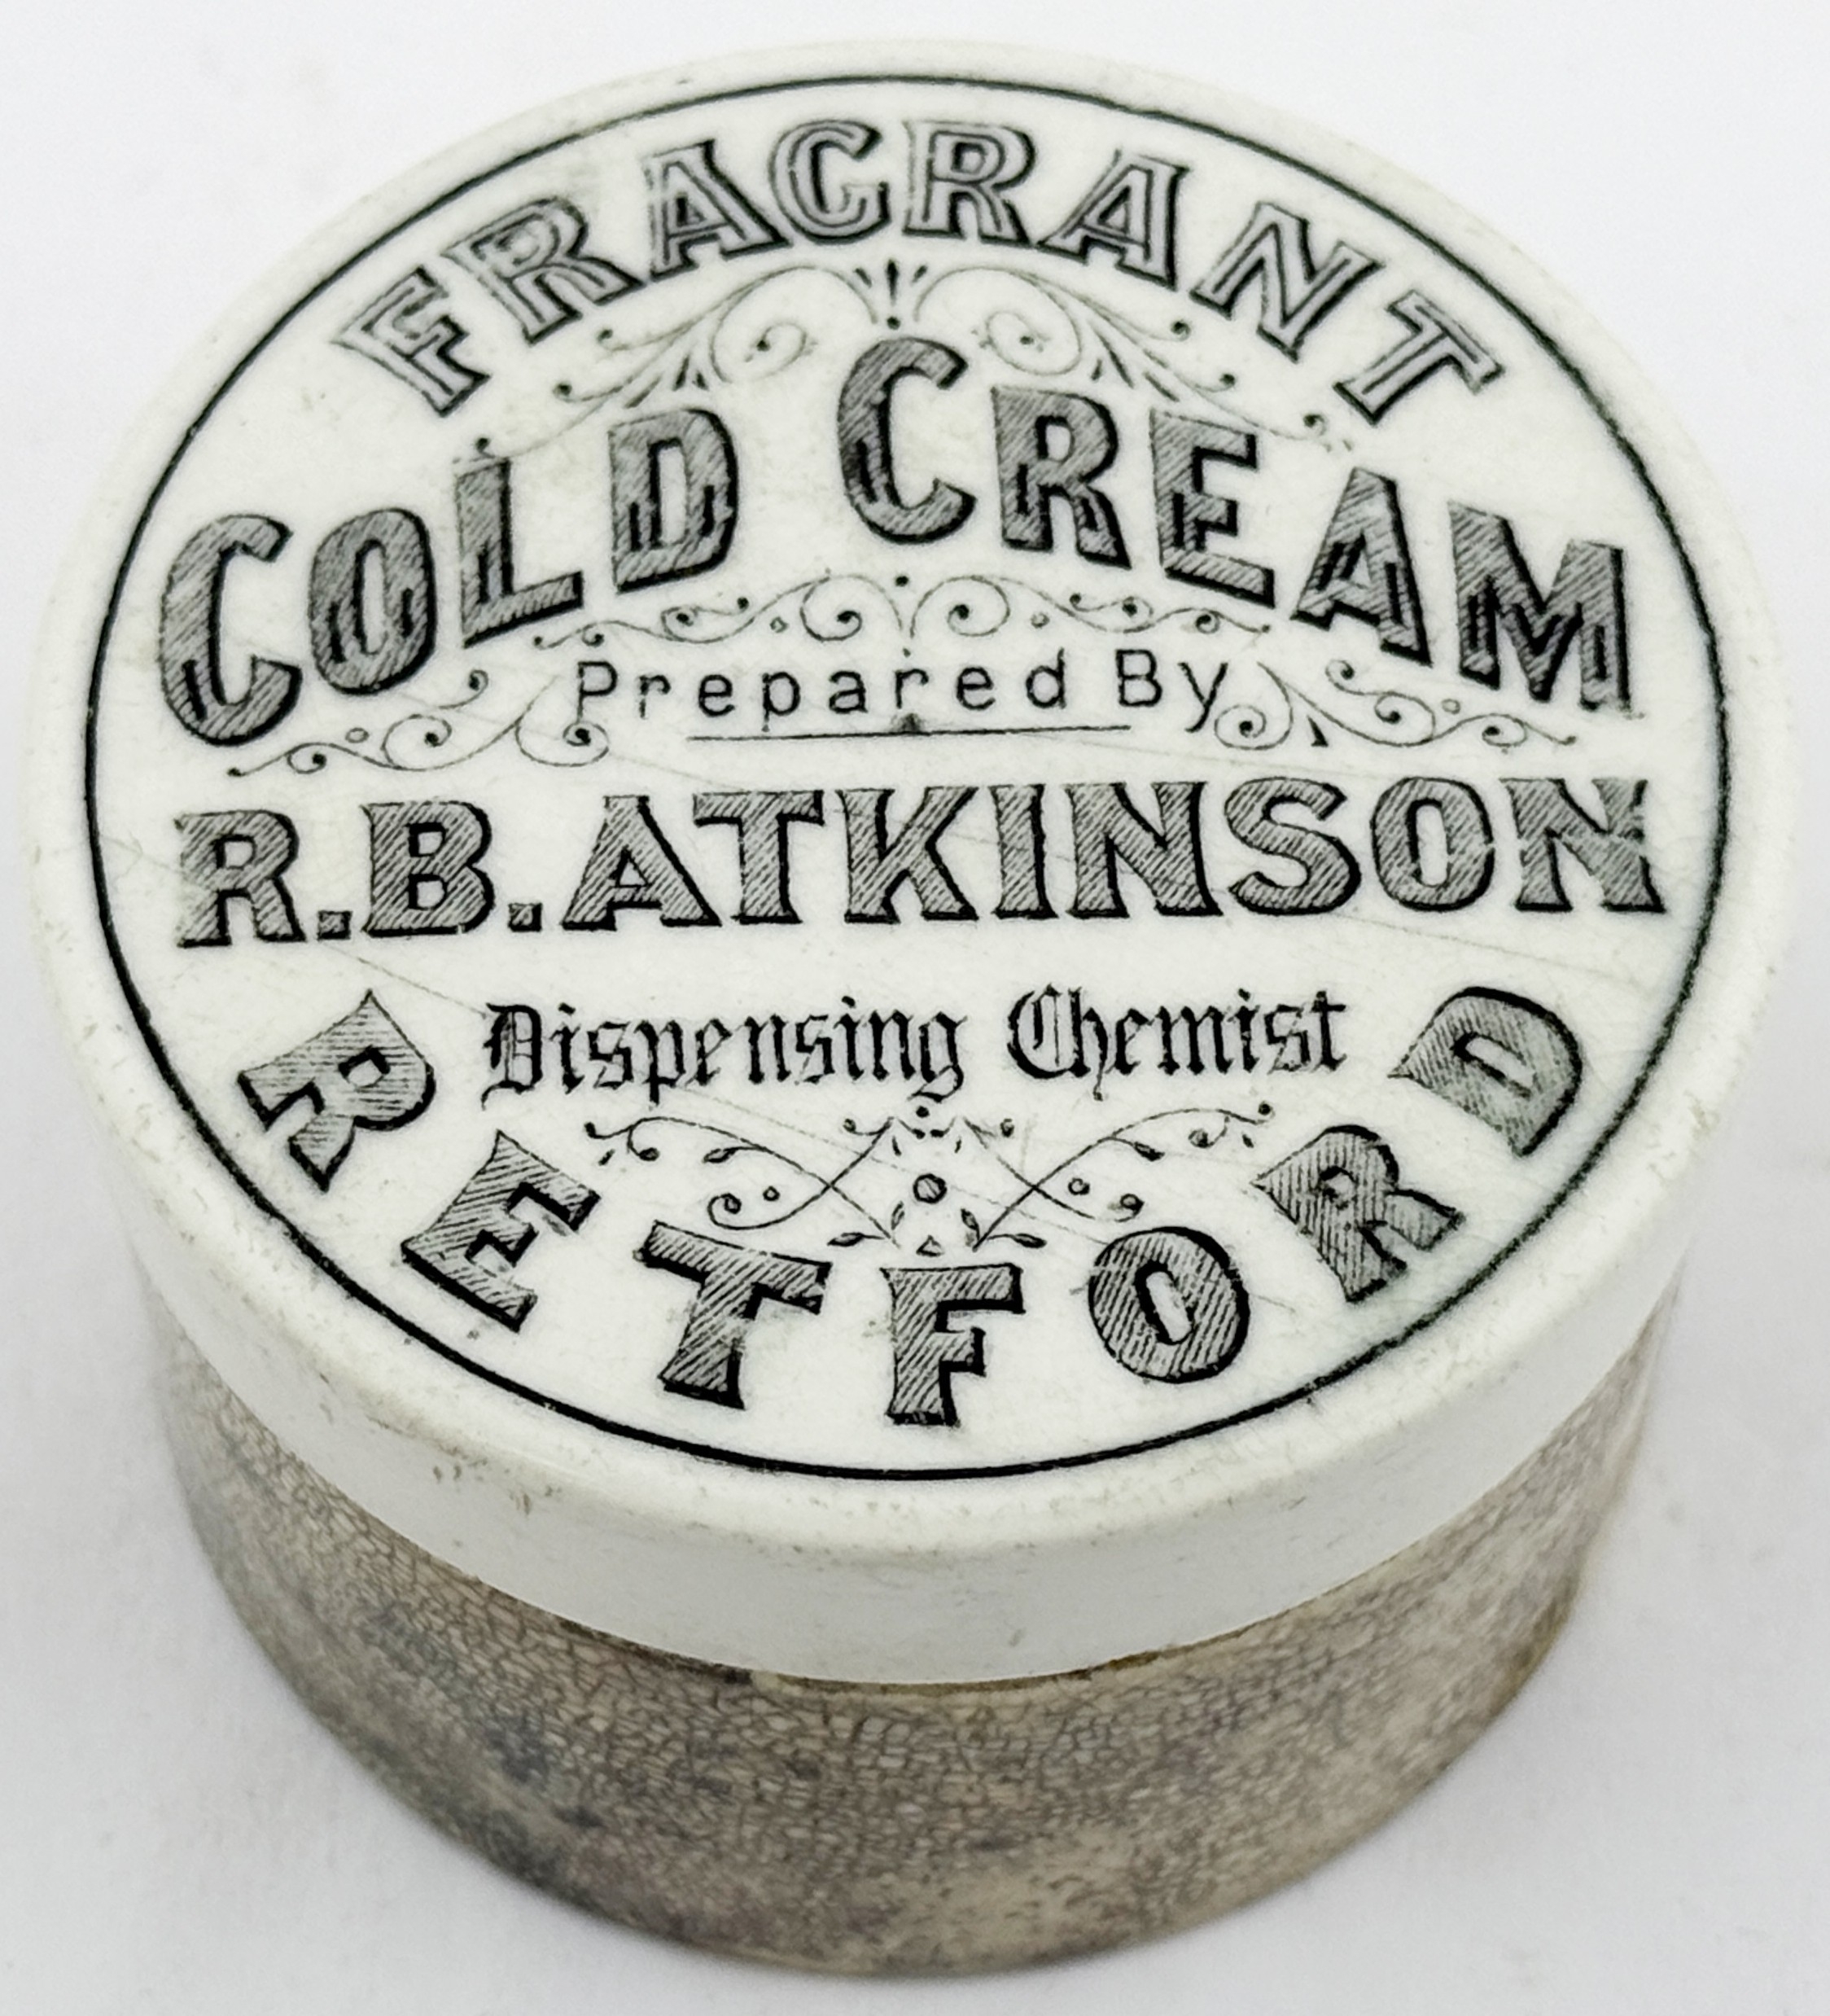 FRAGRANT
COLD CREAM
Prepared By
R.B. ATKINSON
Dispensing Chemist
RETFORD